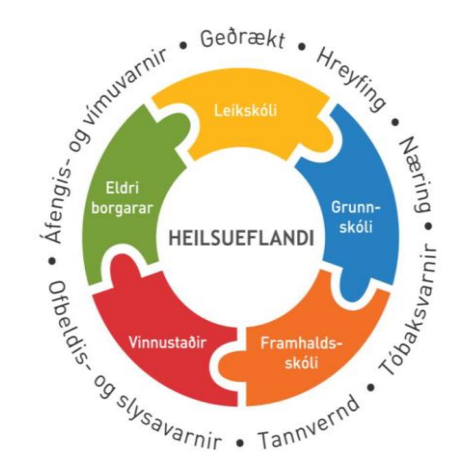 Geðrækt • Hreyfing • Næring • Tóbaksvarnir • Tannvernd • Ofbeldis- og slysavarnir • Áfengis- og vímuvarnir •
Leikskóli
Grunn-
skóli
Framhalds-
skóli
Vinnustaðir
Eldri
borgarar
HEILSUEFLANDI